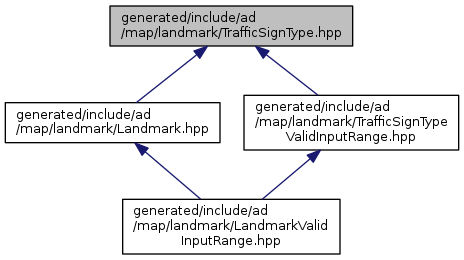 generated/include/ad
/map/landmark/TrafficSignType.hpp
generated/include/ad
/map/landmark/Landmark.hpp
generated/include/ad
/map/landmark/TrafficSignType
ValidInputRange.hpp
generated/include/ad
/map/landmark/LandmarkValid
InputRange.hpp